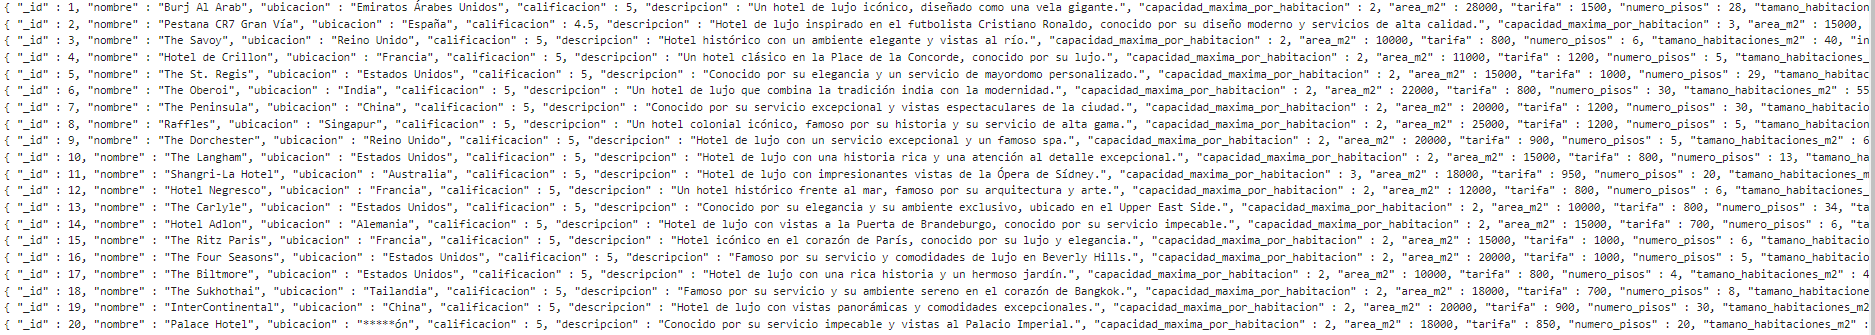 { "_id" : 1, "nombre" : "Burj Al Arab", "ubicacion" : "Emiratos Árabes Unidos", "calificacion" : 5, "descripcion" : "Un hotel de lujo icónico, diseñado como una vela gigante.", "capacidad_maxima_por_habitacion" : 2, "area_m2" : 28000, "tarifa" : 1500, "numero_pisos" : 28, "tamano_habitacion
{ "_id" : 2, "nombre" : "Pestana CR7 Gran Vía", "ubicacion" : "España", "calificacion" : 4.5, "descripcion" : "Hotel de lujo inspirado en el futbolista Cristiano Ronaldo, conocido por su diseño moderno y servicios de alta calidad.", "capacidad_maxima_por_habitacion" : 3, "area_m2" : 15000,
{ "_id" : 3, "nombre" : "The Savoy", "ubicacion" : "Reino Unido", "calificacion" : 5, "descripcion" : "Hotel histórico con un ambiente elegante y vistas al río.", "capacidad_maxima_por_habitacion" : 2, "area_m2" : 10000, "tarifa" : 800, "numero_pisos" : 6, "tamano_habitaciones_m2" : 40, "in
{ "_id" : 4, "nombre" : "Hotel de Crillon", "ubicacion" : "Francia", "calificacion" : 5, "descripcion" : "Un hotel clásico en la Place de la Concorde, conocido por su lujo.", "capacidad_maxima_por_habitacion" : 2, "area_m2" : 11000, "tarifa" : 1200, "numero_pisos" : 5, "tamano_habitaciones_
{ "_id" : 5, "nombre" : "The St. Regis", "ubicacion" : "Estados Unidos", "calificacion" : 5, "descripcion" : "Conocido por su elegancia y un servicio de mayordomo personalizado.", "capacidad_maxima_por_habitacion" : 2, "area_m2" : 15000, "tarifa" : 1000, "numero_pisos" : 29, "tamano_habita
{ "_id" : 6, "nombre" : "The Oberoi", "ubicacion" : "India", "calificacion" : 5, "descripcion" : "Un hotel de lujo que combina la tradición india con la modernidad.", "capacidad_maxima_por_habitacion" : 2, "area_m2" : 22000, "tarifa" : 800, "numero_pisos" : 30, "tamano_habitaciones_m2" : 55
{ "_id" : 7, "nombre" : "The Peninsula", "ubicacion" : "China", "calificacion" : 5, "descripcion" : "Conocido por su servicio excepcional y vistas espectaculares de la ciudad.", "capacidad_maxima_por_habitacion" : 2, "area_m2" : 20000, "tarifa" : 1200, "numero_pisos" : 30, "tamano_habitacio
{ "_id" : 8, "nombre" : "Raffles", "ubicacion" : "Singapur", "calificacion" : 5, "descripcion" : "Un hotel colonial icónico, famoso por su historia y su servicio de alta gama.", "capacidad_maxima_por_habitacion" : 2, "area_m2" : 25000, "tarifa" : 1200, "numero_pisos" : 5, "tamano_habitacion
{ "_id" : 9, "nombre" : "The Dorchester", "ubicacion" : "Reino Unido", "calificacion" : 5, "descripcion" : "Hotel de lujo con un servicio excepcional y un famoso spa.", "capacidad_maxima_por_habitacion" : 2, "area_m2" : 20000, "tarifa" : 900, "numero_pisos" : 5, "tamano_habitaciones_m2" : 6
{ "_id" : 10, "nombre" : "The Langham", "ubicacion" : "Estados Unidos", "calificacion" : 5, "descripcion" : "Hotel de lujo con una historia rica y una atención al detalle excepcional.", "capacidad_maxima_por_habitacion" : 2, "area_m2" : 15000, "tarifa" : 800, "numero_pisos" : 13, "tamano_ha
{ "_id" : 11, "nombre" : "Shangri-La Hotel", "ubicacion" : "Australia", "calificacion" : 5, "descripcion" : "Hotel de lujo con impresionantes vistas de la Ópera de Sídney.", "capacidad_maxima_por_habitacion" : 3, "area_m2" : 18000, "tarifa" : 950, "numero_pisos" : 20, "tamano_habitaciones_m
{ "_id" : 12, "nombre" : "Hotel Negresco", "ubicacion" : "Francia", "calificacion" : 5, "descripcion" : "Un hotel histórico frente al mar, famoso por su arquitectura y arte.", "capacidad_maxima_por_habitacion" : 2, "area_m2" : 12000, "tarifa" : 800, "numero_pisos" : 6, "tamano_habitaciones_
{ "_id" : 13, "nombre" : "The Carlyle", "ubicacion" : "Estados Unidos", "calificacion" : 5, "descripcion" : "Conocido por su elegancia y su ambiente exclusivo, ubicado en el Upper East Side.", "capacidad_maxima_por_habitacion" : 2, "area_m2" : 10000, "tarifa" : 800, "numero_pisos" : 34, "ta
{ "_id" : 14, "nombre" : "Hotel Adlon", "ubicacion" : "Alemania", "calificacion" : 5, "descripcion" : "Hotel de lujo con vistas a la Puerta de Brandeburgo, conocido por su servicio impecable.", "capacidad_maxima_por_habitacion" : 2, "area_m2" : 15000, "tarifa" : 700, "numero_pisos" : 6, "ta
{ "_id" : 15, "nombre" : "The Ritz Paris", "ubicacion" : "Francia", "calificacion" : 5, "descripcion" : "Hotel icónico en el corazón de París, conocido por su lujo y elegancia.", "capacidad_maxima_por_habitacion" : 2, "area_m2" : 15000, "tarifa" : 1000, "numero_pisos" : 6, "tamano_habitacion
{ "_id" : 16, "nombre" : "The Four Seasons", "ubicacion" : "Estados Unidos", "calificacion" : 5, "descripcion" : "Famoso por su servicio y comodidades de lujo en Beverly Hills.", "capacidad_maxima_por_habitacion" : 2, "area_m2" : 20000, "tarifa" : 1000, "numero_pisos" : 5, "tamano_habitacio
{ "_id" : 17, "nombre" : "The Biltmore", "ubicacion" : "Estados Unidos", "calificacion" : 5, "descripcion" : "Hotel de lujo con una rica historia y un hermoso jardín.", "capacidad_maxima_por_habitacion" : 2, "area_m2" : 10000, "tarifa" : 800, "numero_pisos" : 4, "tamano_habitaciones_m2" : 4
{ "_id" : 18, "nombre" : "The Sukhothai", "ubicacion" : "Tailandia", "calificacion" : 5, "descripcion" : "Famoso por su servicio y su ambiente sereno en el corazón de Bangkok.", "capacidad_maxima_por_habitacion" : 2, "area_m2" : 18000, "tarifa" : 700, "numero_pisos" : 8, "tamano_habitacione
{ "_id" : 19, "nombre" : "InterContinental", "ubicacion" : "China", "calificacion" : 5, "descripcion" : "Hotel de lujo con vistas panorámicas y comodidades excepcionales.", "capacidad_maxima_por_habitacion" : 2, "area_m2" : 20000, "tarifa" : 900, "numero_pisos" : 30, "tamano_habitaciones_m2
{ "_id" : 20, "nombre" : "Palace Hotel", "ubicacion" : "*****ón", "calificacion" : 5, "descripcion" : "Conocido por su servicio impecable y vistas al Palacio Imperial.", "capacidad_maxima_por_habitacion" : 2, "area_m2" : 18000, "tarifa" : 850, "numero_pisos" : 20, "tamano_habitaciones_m2"